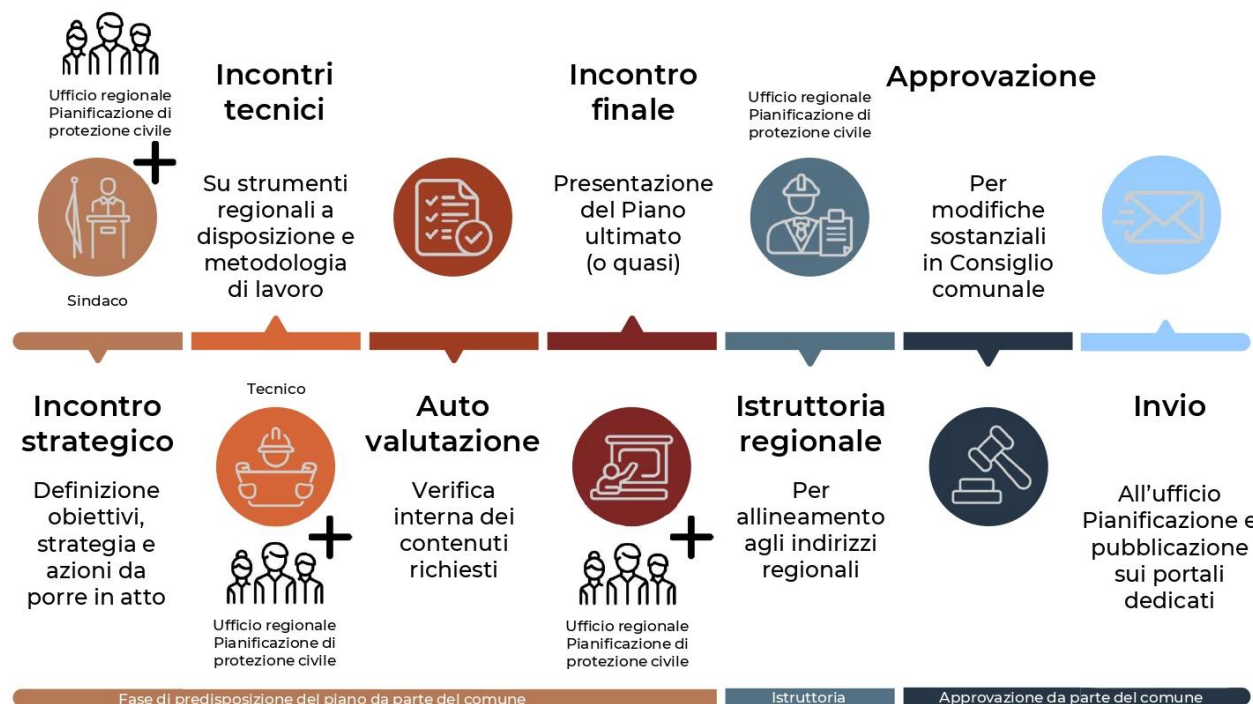 Ufficio regionale
Pianificazione di
protezione civile
Sindaco
Incontro
strategico
Definizione
obiettivi,
strategia e
azioni da
porre in atto
Incontri
tecnici
Su strumenti
regionali a
disposizione e
metodologia
di lavoro
Tecnico
Ufficio regionale
Pianificazione di
protezione civile
Auto
valutazione
Verifica
interna dei
contenuti
richiesti
Incontro
finale
Presentazione
del Piano
ultimato
(o quasi)
Ufficio regionale
Pianificazione di
protezione civile
Ufficio regionale
Pianificazione di
protezione civile
Istruttoria
regionale
Per
allineamento
agli indirizzi
regionali
Approvazione
Per
modifiche
sostanziali
in Consiglio
comunale
Invio
All'ufficio
Pianificazione e
pubblicazione
sui portali
dedicati
Fase di predisposizione del piano da parte del comune
Istruttoria
Approvazione da parte del comune